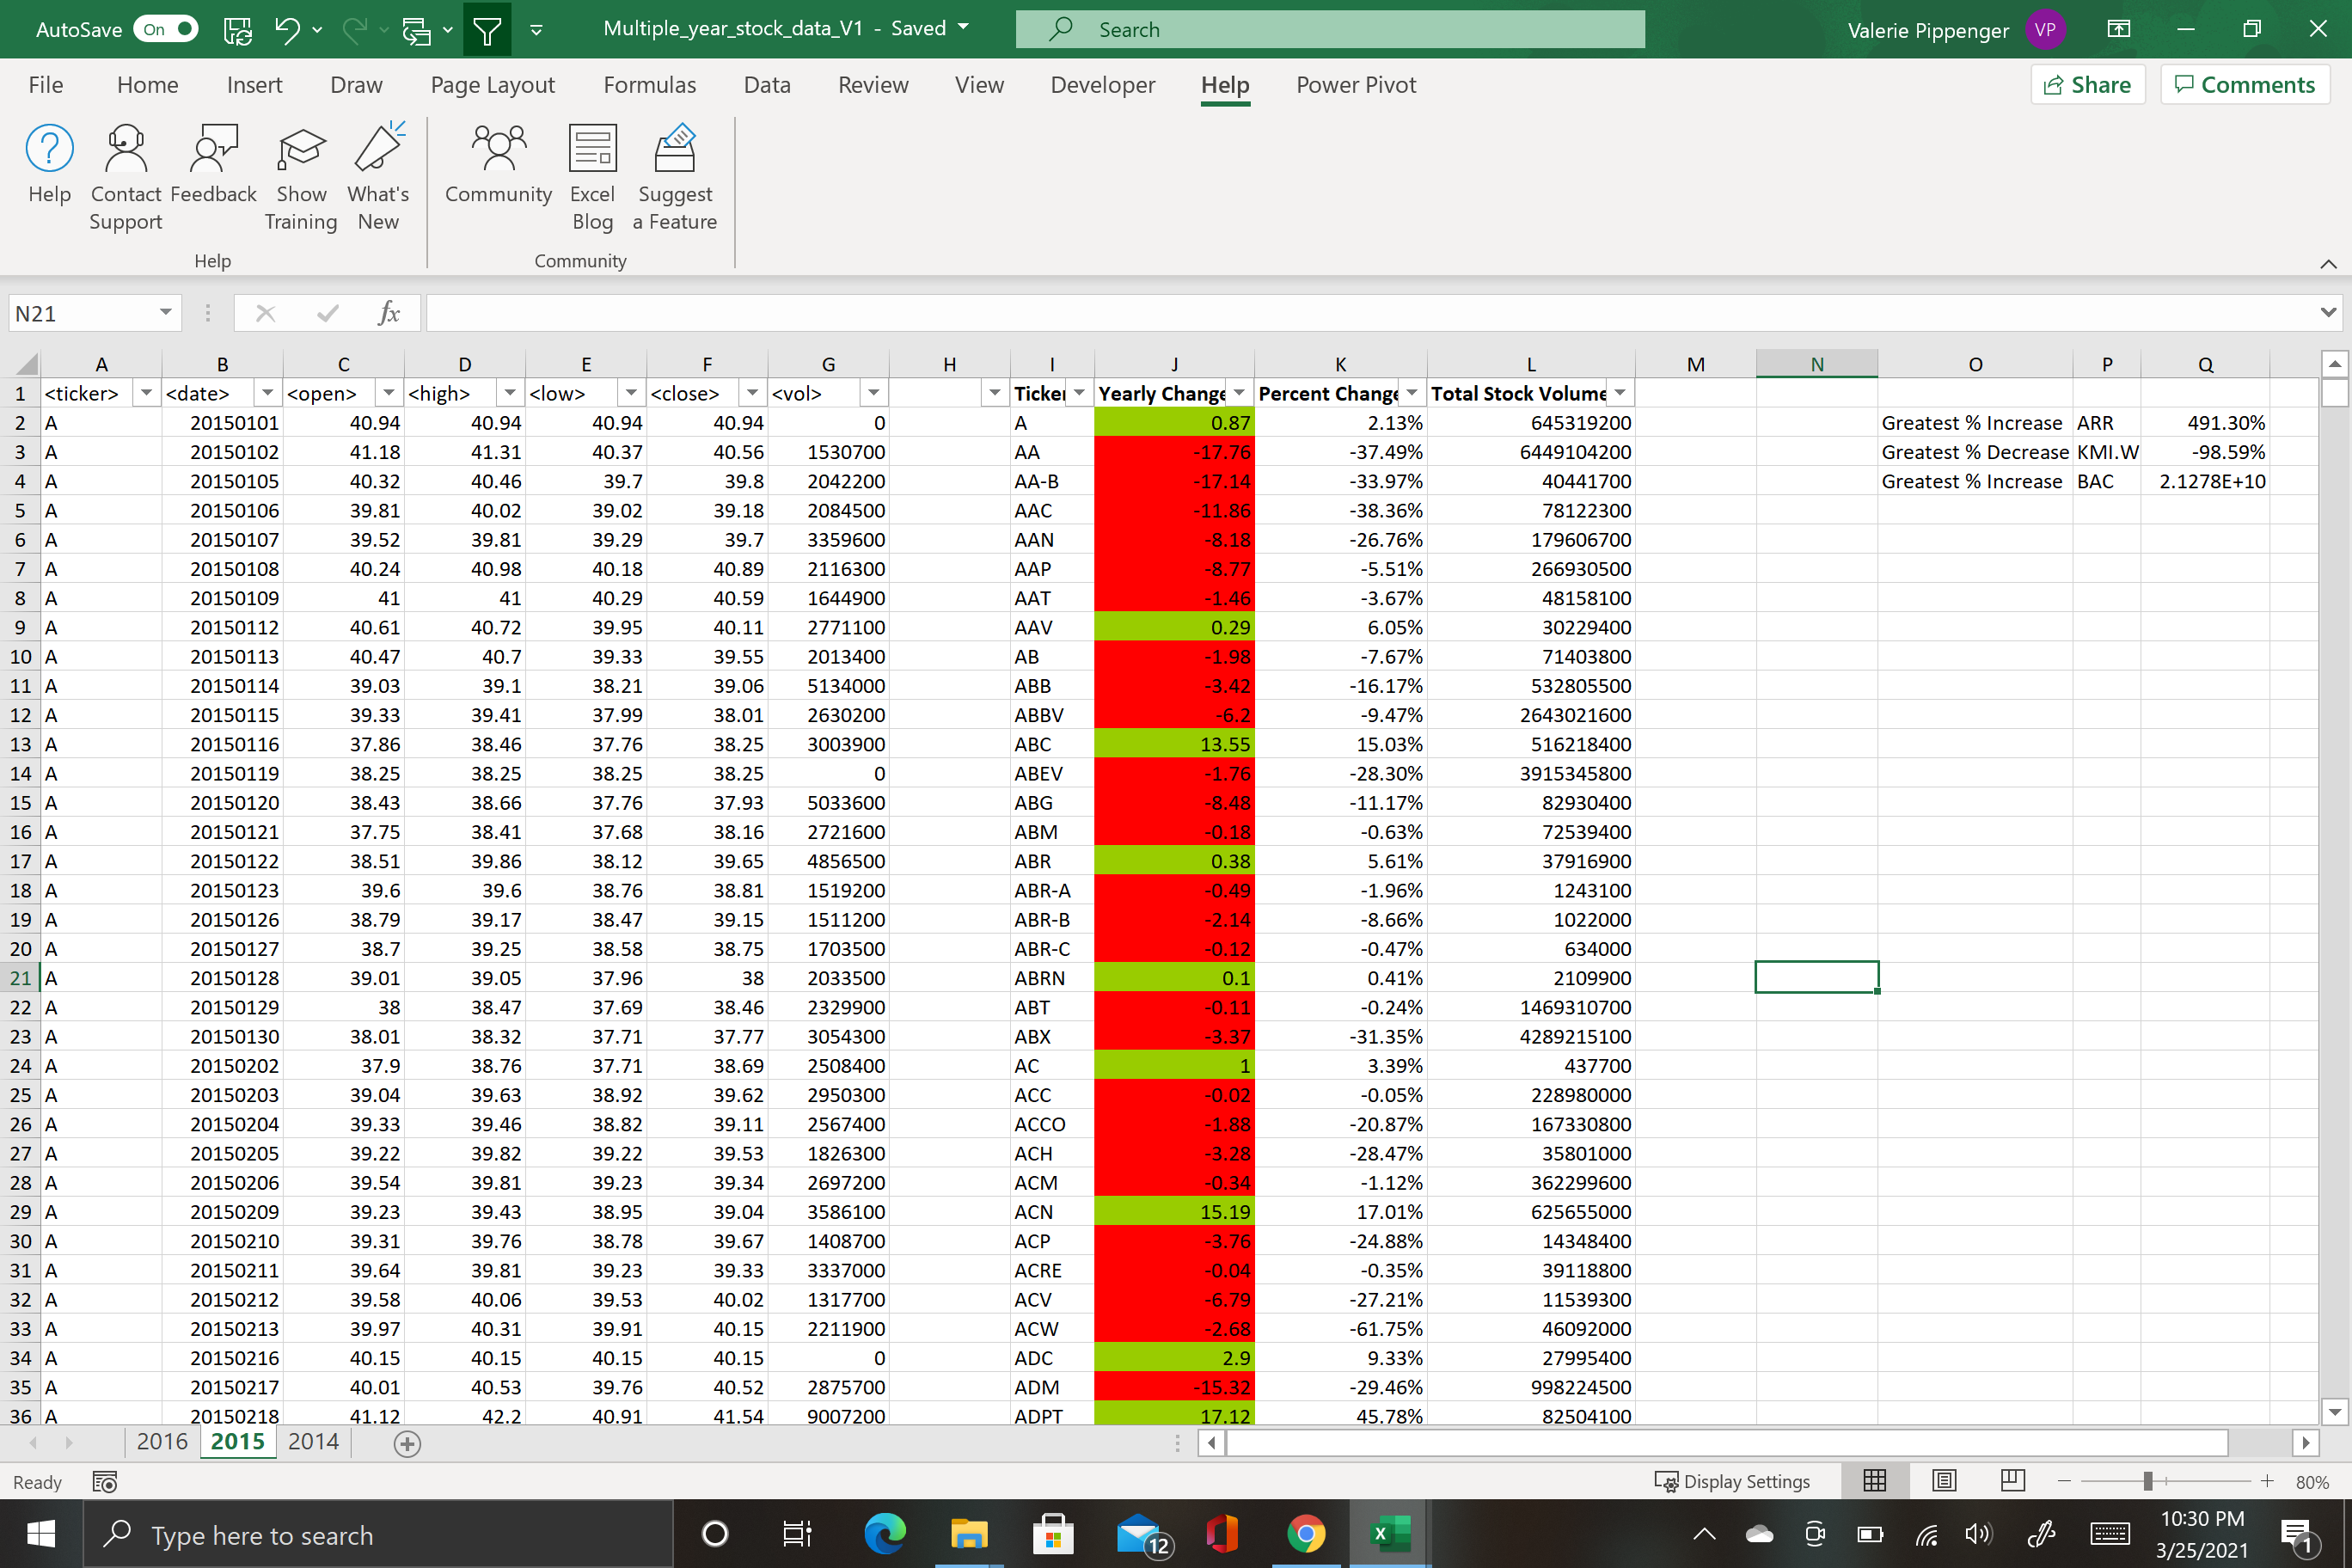 AutoSave On Multiple_year_stock_data_V1 - Saved Search Valerie Pippenger VP
File Home Insert Draw Page Layout Formulas Data Review View Developer Help Power Pivot Share Comments
Help Contact Support Feedback Show Training What's New Community Excel Blog Suggest a Feature
Help Community
N21 fx
A B C D E F G H I J K L M N O P Q
1 <ticker> <date> <open> <high> <low> <close> <vol> Ticker Yearly Change Percent Change Total Stock Volume
2 A 20150101 40.94 40.94 40.94 40.94 0 A 0.87 2.13% 645319200 Greatest % Increase ARR 491.30%
3 A 20150102 41.18 41.31 40.37 40.56 1530700 AA -17.76 -37.49% 6449104200 Greatest % Decrease KMI.W -98.59%
4 A 20150105 40.32 40.46 39.7 39.8 2042200 AA-B -17.14 -33.97% 40441700 Greatest % Increase BAC 2.1278E+10
5 A 20150106 39.81 40.02 39.02 39.18 2084500 AAC -11.86 -38.36% 78122300
6 A 20150107 39.52 39.81 39.29 39.7 3359600 AAN -8.18 -26.76% 179606700
7 A 20150108 40.24 40.98 40.18 40.89 2116300 AAP -8.77 -5.51% 266930500
8 A 20150109 41 41 40.29 40.59 1644900 AAT -1.46 -3.67% 48158100
9 A 20150112 40.61 40.72 39.95 40.11 2771100 AAV 0.29 6.05% 30229400
10 A 20150113 40.47 40.7 39.33 39.55 2013400 AB -1.98 -7.67% 71403800
11 A 20150114 39.03 39.1 38.21 39.06 5134000 ABB -3.42 -16.17% 532805500
12 A 20150115 39.33 39.41 37.99 38.01 2630200 ABBV -6.2 -9.47% 2643021600
13 A 20150116 37.86 38.46 37.76 38.25 3003900 ABC 13.55 15.03% 516218400
14 A 20150119 38.25 38.25 38.25 38.25 0 ABEV -1.76 -28.30% 3915345800
15 A 20150120 38.43 38.66 37.76 37.93 5033600 ABG -8.48 -11.17% 82930400
16 A 20150121 37.75 38.41 37.68 38.16 2721600 ABM -0.18 -0.63% 72539400
17 A 20150122 38.51 39.86 38.12 39.65 4856500 ABR 0.38 5.61% 37916900
18 A 20150123 39.6 39.6 38.76 38.81 1519200 ABR-A -0.49 -1.96% 1243100
19 A 20150126 38.79 39.17 38.47 39.15 1511200 ABR-B -2.14 -8.66% 1022000
20 A 20150127 38.7 39.25 38.58 38.75 1703500 ABR-C -0.12 -0.47% 634000
21 A 20150128 39.01 39.05 37.96 38 2033500 ABRN 0.1 0.41% 2109900
22 A 20150129 38 38.47 37.69 38.46 2329900 ABT -0.11 -0.24% 1469310700
23 A 20150130 38.01 38.32 37.71 37.77 3054300 ABX -3.37 -31.35% 4289215100
24 A 20150202 37.9 38.76 37.71 38.69 2508400 AC 1 3.39% 437700
25 A 20150203 39.04 39.63 38.92 39.62 2950300 ACC -0.02 -0.05% 228980000
26 A 20150204 39.33 39.46 38.82 39.11 2567400 ACCO -1.88 -20.87% 167330800
27 A 20150205 39.22 39.82 39.22 39.53 1826300 ACH -3.28 -28.47% 35801000
28 A 20150206 39.54 39.81 39.23 39.34 2697200 ACM -0.34 -1.12% 362299600
29 A 20150209 39.23 39.43 38.95 39.04 3586100 ACN 15.19 17.01% 625655000
30 A 20150210 39.31 39.76 38.78 39.67 1408700 ACP -3.76 -24.88% 14348400
31 A 20150211 39.64 39.81 39.23 39.33 3337000 ACRE -0.04 -0.35% 39118800
32 A 20150212 39.58 40.06 39.53 40.02 1317700 ACV -6.79 -27.21% 11539300
33 A 20150213 39.97 40.31 39.91 40.15 2211900 ACW -2.68 -61.75% 46092000
34 A 20150216 40.15 40.15 40.15 40.15 0 ADC 2.9 9.33% 27995400
35 A 20150217 40.01 40.53 39.76 40.52 2875700 ADM -15.32 -29.46% 998224500
36 A 20150218 41.12 42.2 40.91 41.54 9007200 ADPT 17.12 45.78% 82504100
2016 2015 2014
Ready Display Settings 80%
Type here to search 12 10:30 PM
3/25/2021 1